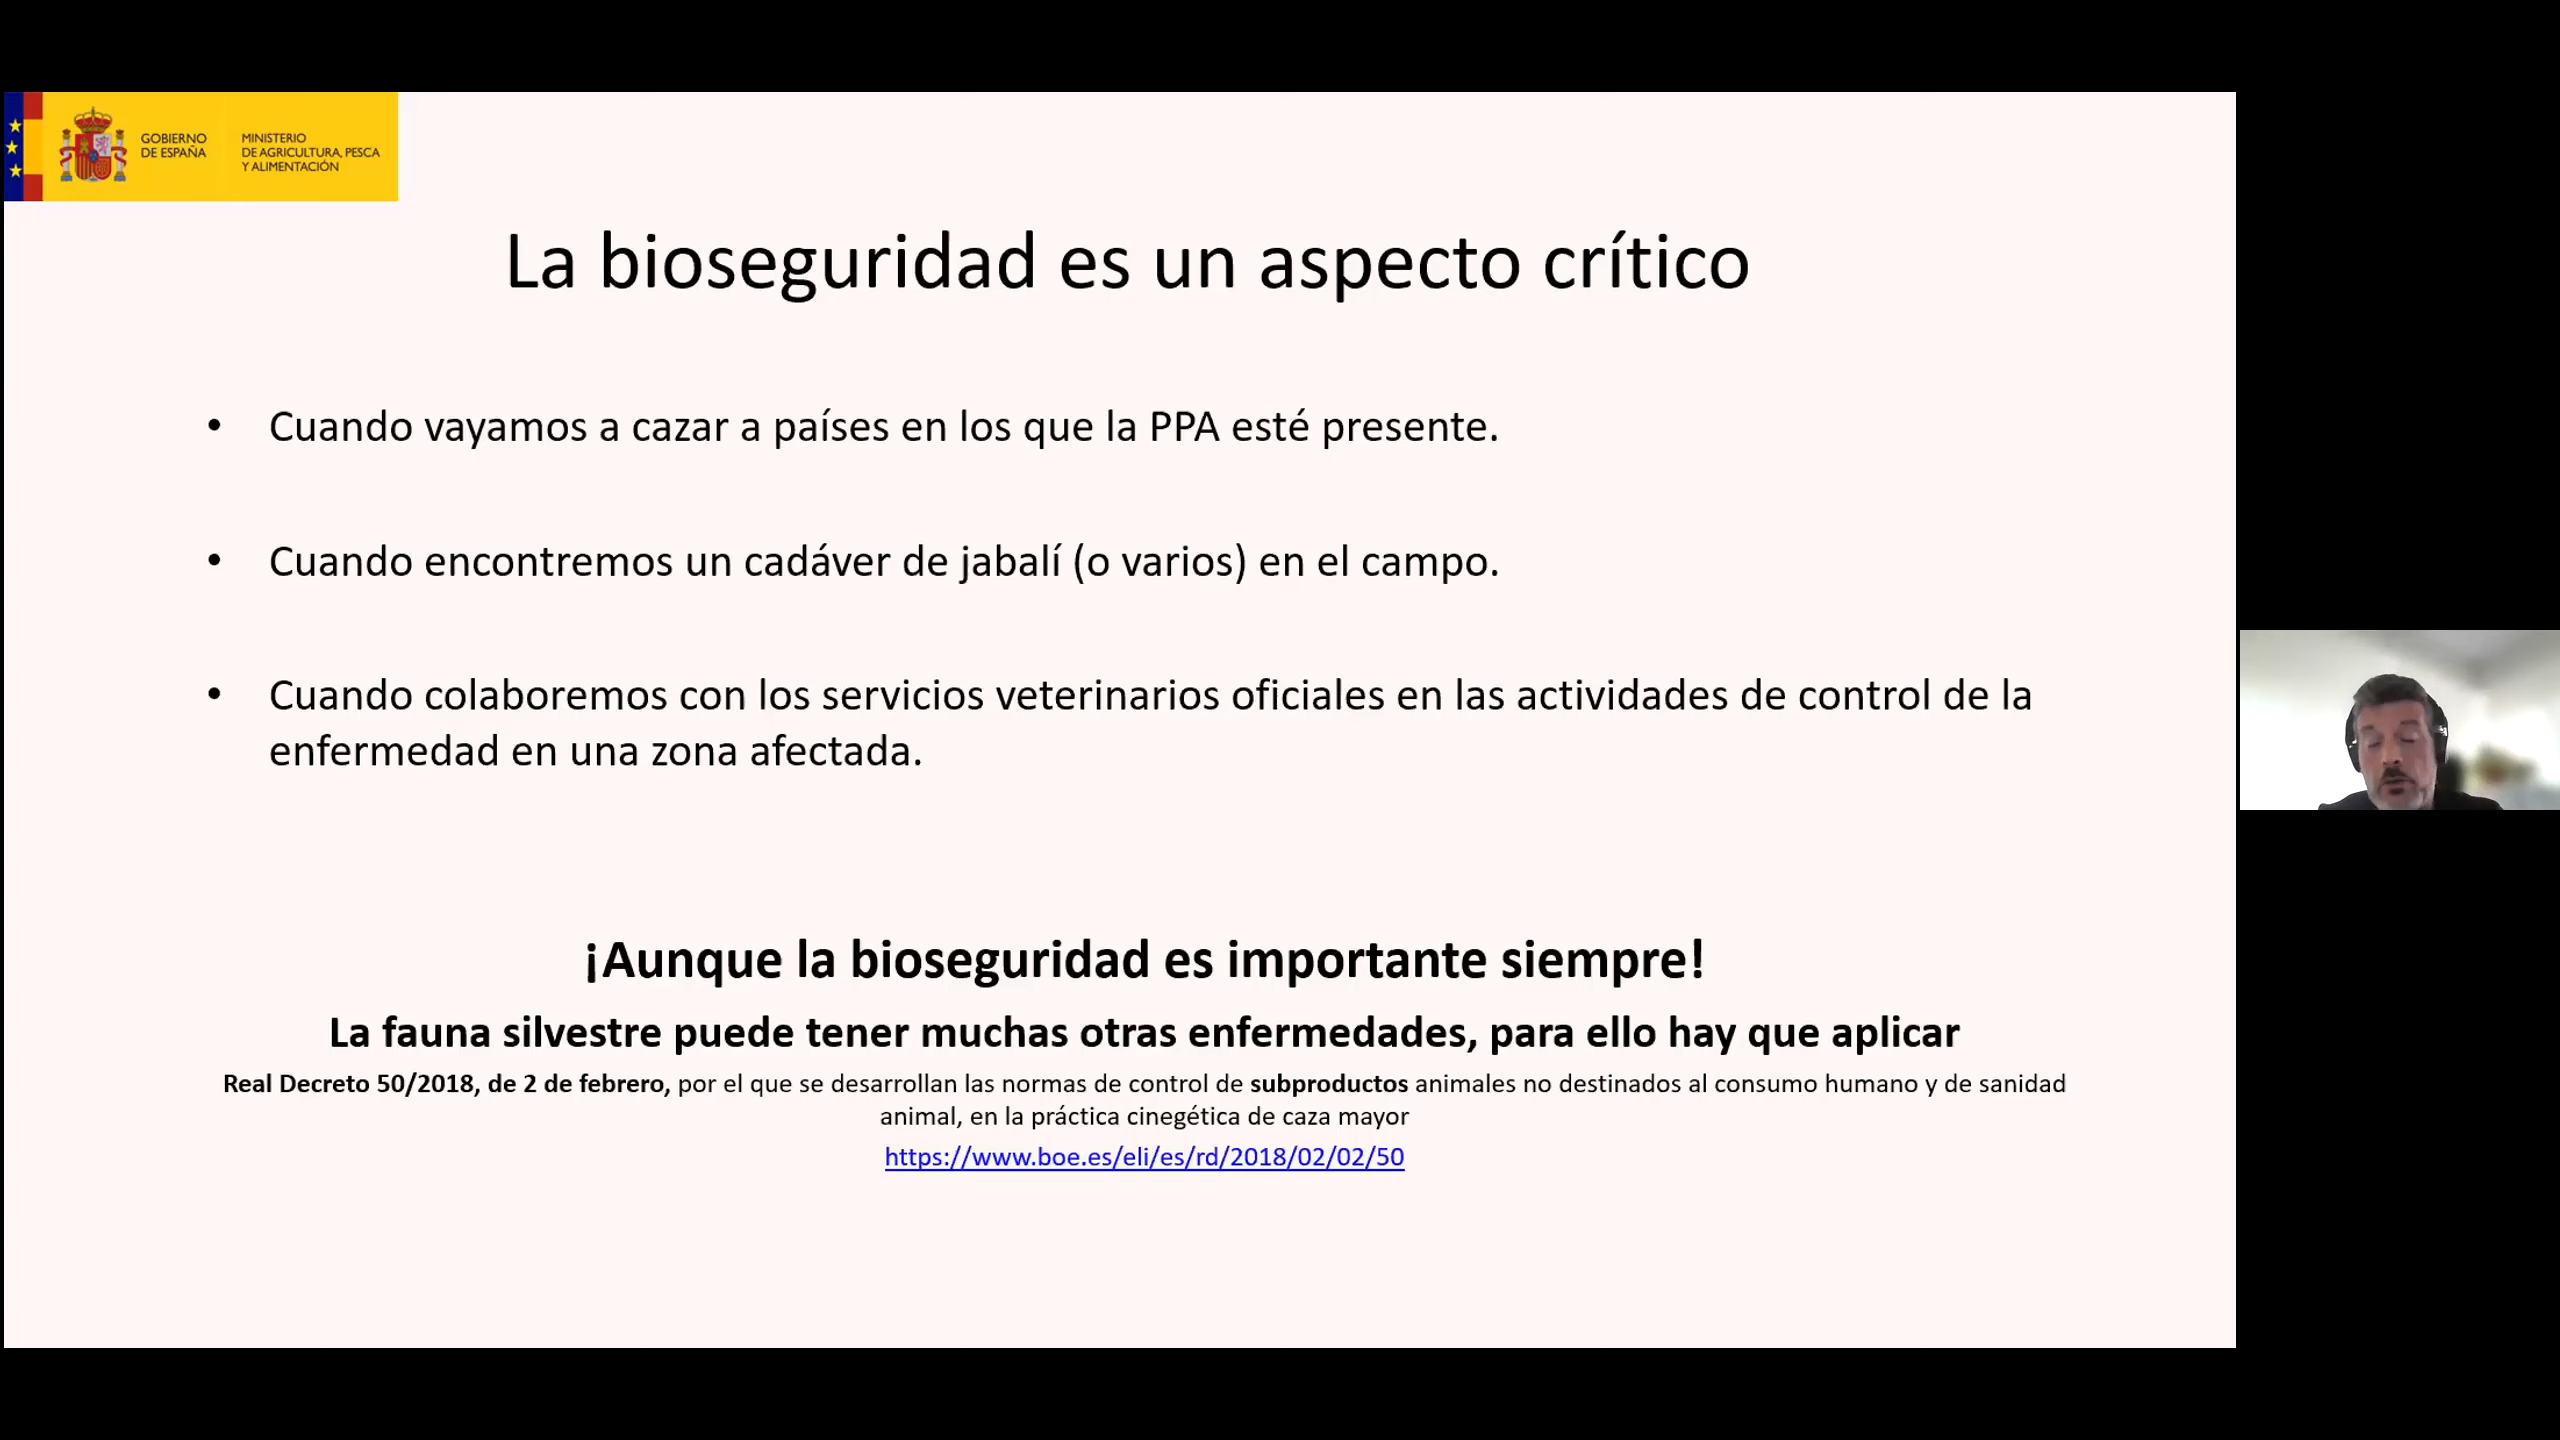 GOBIERNO
DE ESPAÑA
MINISTERIO
DE AGRICULTURA, PESCA
Y ALIMENTACIÓN
La bioseguridad es un aspecto crítico
• Cuando vayamos a cazar a países en los que la PPA esté presente.
• Cuando encontremos un cadáver de jabalí (o varios) en el campo.
• Cuando colaboremos con los servicios veterinarios oficiales en las actividades de control de la
enfermedad en una zona afectada.
¡Aunque la bioseguridad es importante siempre!
La fauna silvestre puede tener muchas otras enfermedades, para ello hay que aplicar
Real Decreto 50/2018, de 2 de febrero, por el que se desarrollan las normas de control de subproductos animales no destinados al consumo humano y de sanidad
animal, en la práctica cinegética de caza mayor
https://www.boe.es/eli/es/rd/2018/02/02/50